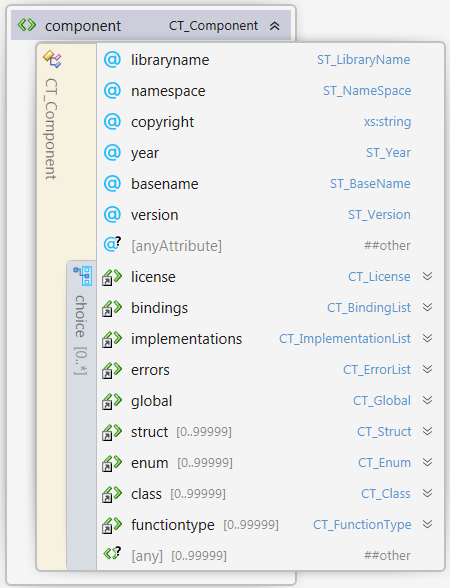 component CT_Component
CT_Component
@ libraryname ST_LibraryName
@ namespace ST_NameSpace
@ copyright xs:string
@ year ST_Year
@ basename ST_BaseName
@ version ST_Version
@? [anyAttribute] ##other
choice [0..*]
license CT_License
bindings CT_BindingList
implementations CT_ImplementationList
errors CT_ErrorList
global CT_Global
struct [0..99999] CT_Struct
enum [0..99999] CT_Enum
class [0..99999] CT_Class
functiontype [0..99999] CT_FunctionType
? [any] [0..99999] ##other